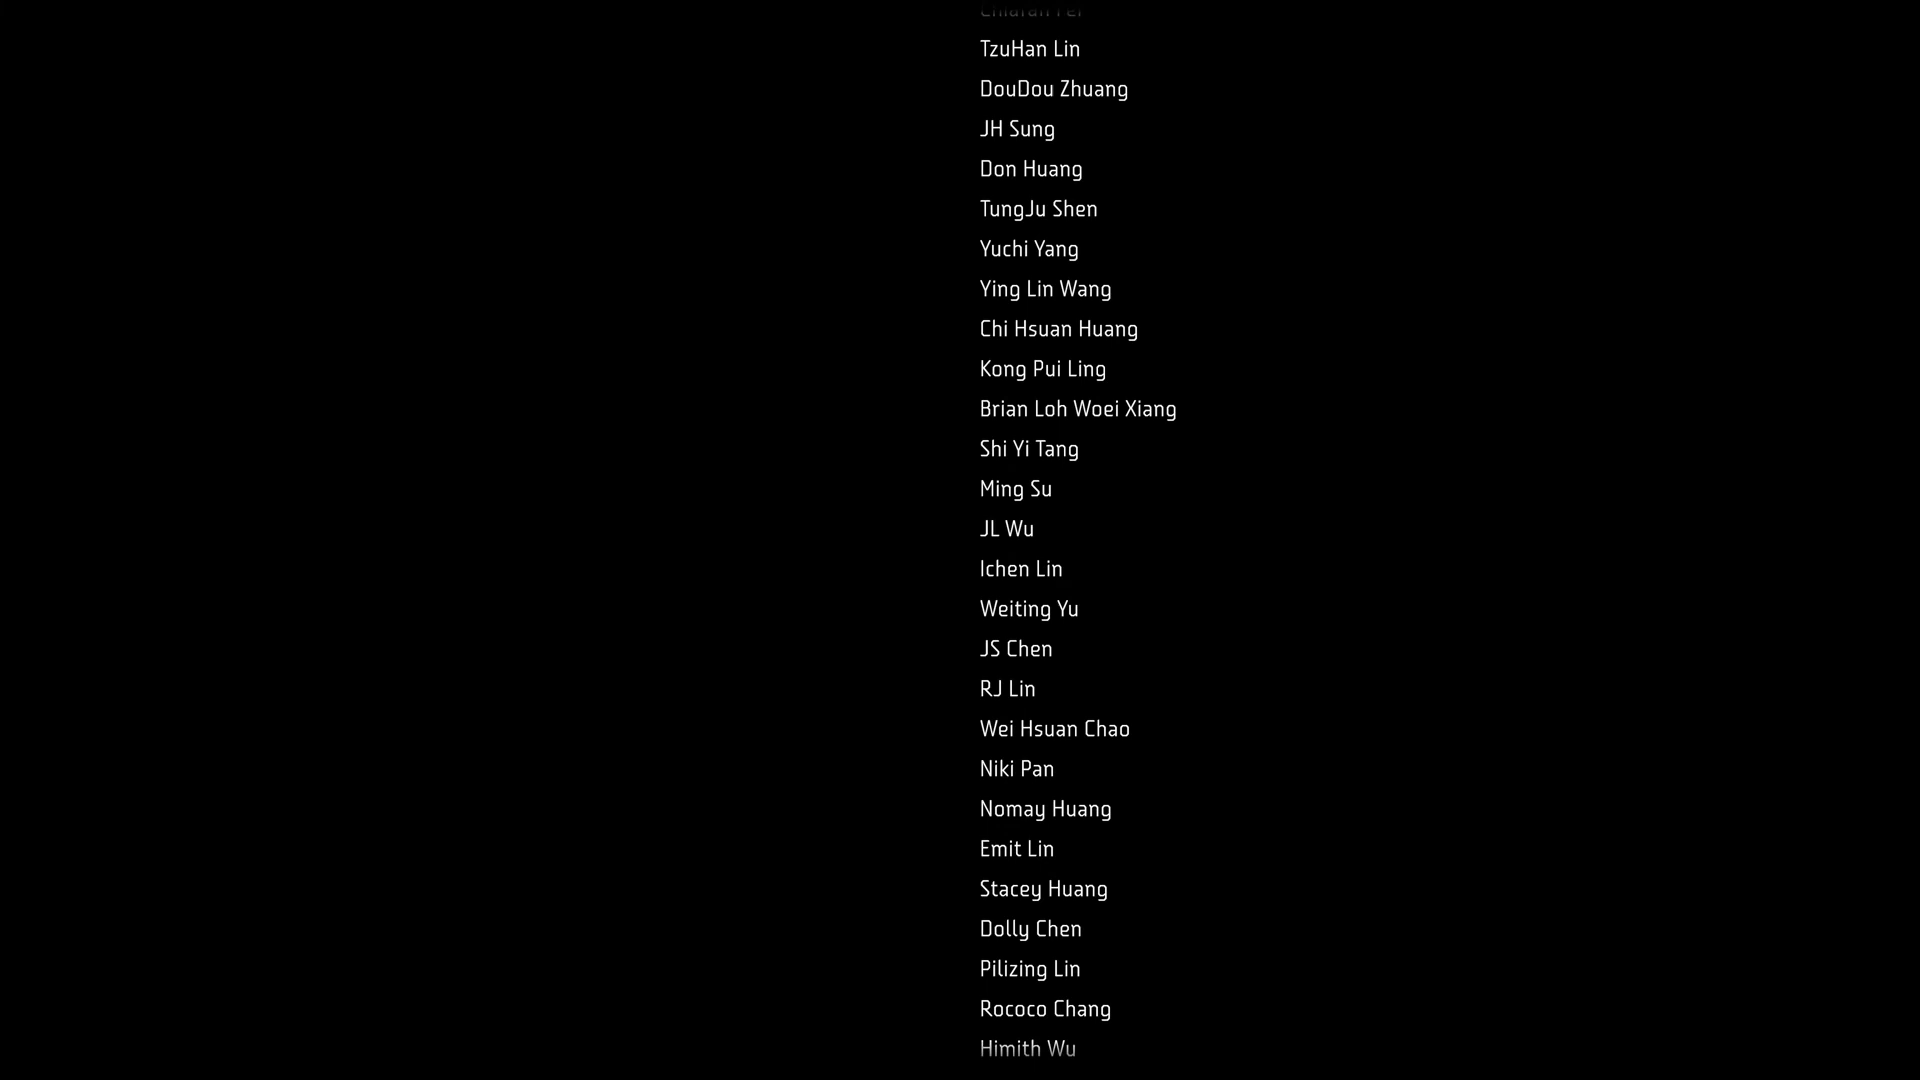 TzuHan Lin
DouDou Zhuang
JH Sung
Don Huang
TungJu Shen
Yuchi Yang
Ying Lin Wang
Chi Hsuan Huang
Kong Pui Ling
Brian Loh Woei Xiang
Shi Yi Tang
Ming Su
JL Wu
Ichen Lin
Weiting Yu
JS Chen
RJ Lin
Wei Hsuan Chao
Niki Pan
Nomay Huang
Emit Lin
Stacey Huang
Dolly Chen
Pilizing Lin
Rococo Chang
Himith Wu